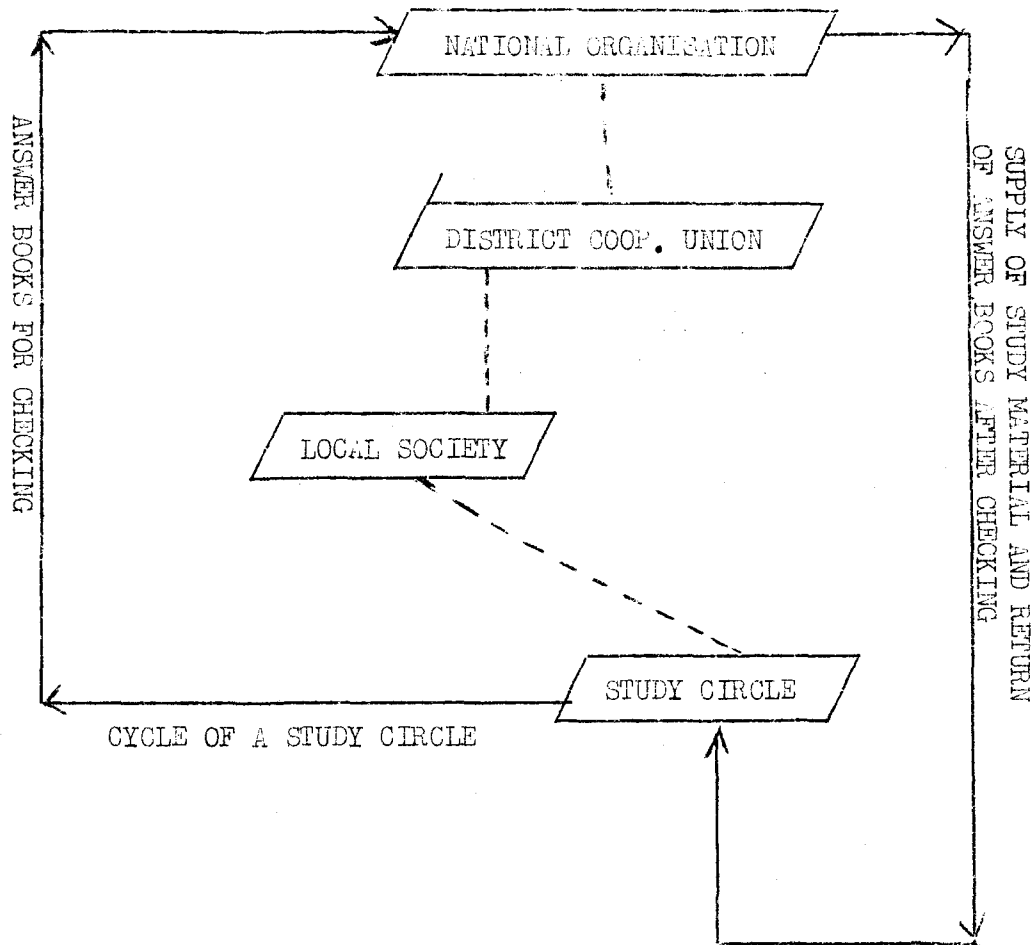 NATIONAL ORGANISATION
DISTRICT COOP. UNION
LOCAL SOCIETY
STUDY CIRCLE
CYCLE OF A STUDY CIRCLE
ANSWER BOOKS FOR CHECKING
SUPPLY OF STUDY MATERIAL AND RETURN
OF ANSWER BOOKS AFTER CHECKING